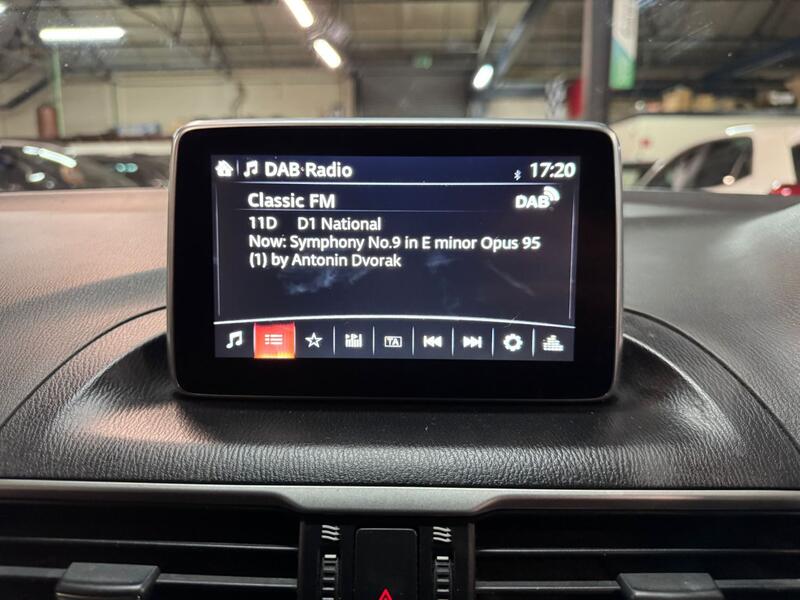 DAB Radio 17:20
Classic FM DAB
11D D1 National
Now: Symphony No.9 in E minor Opus 95
(1) by Antonin Dvorak
TA